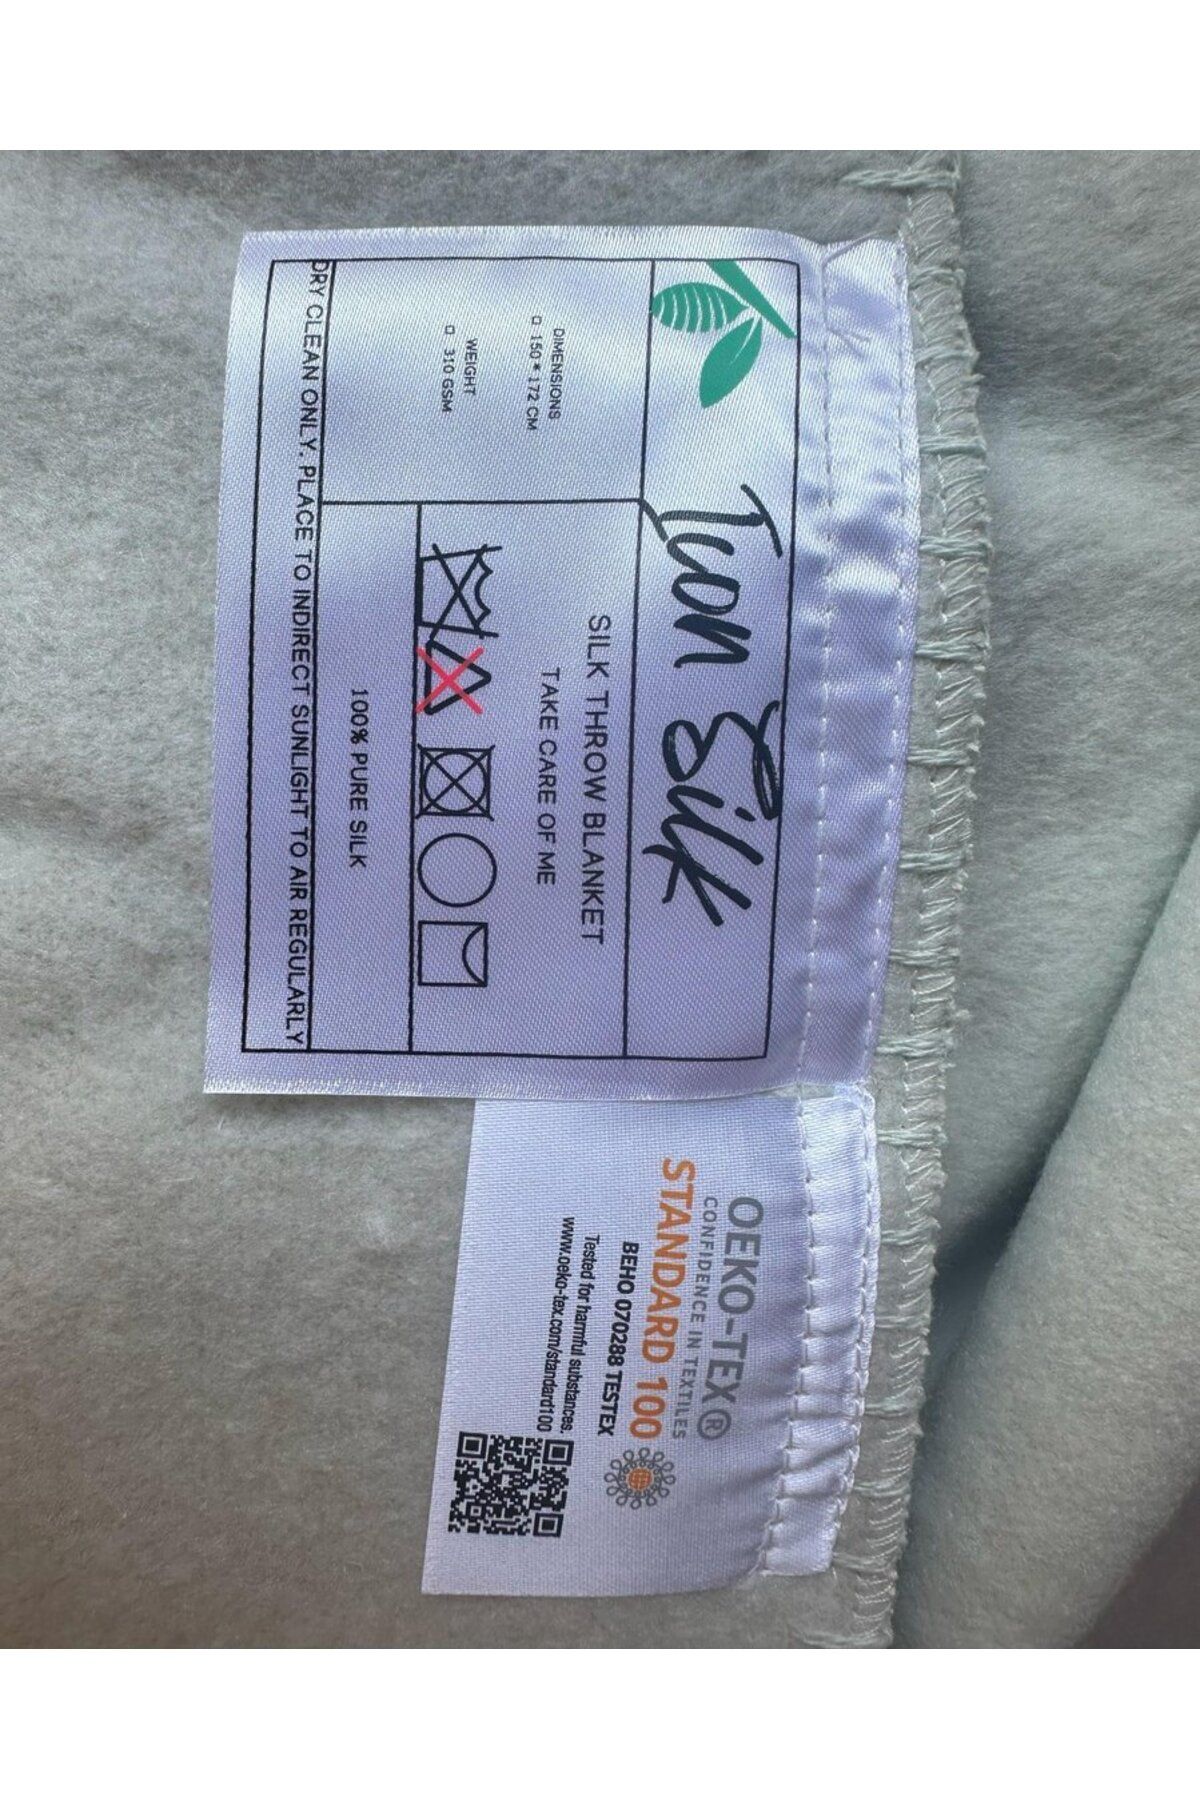 Icon Silk
DIMENSIONS
150 * 172 CM
WEIGHT
310 GSM
SILK THROW BLANKET
TAKE CARE OF ME
100% PURE SILK
DRY CLEAN ONLY. PLACE TO INDIRECT SUNLIGHT TO AIR REGULARLY
OEKO-TEX®
CONFIDENCE IN TEXTILES
STANDARD 100
BEHO 070288 TESTEX
Tested for harmful substances.
www.oeko-tex.com/standard100